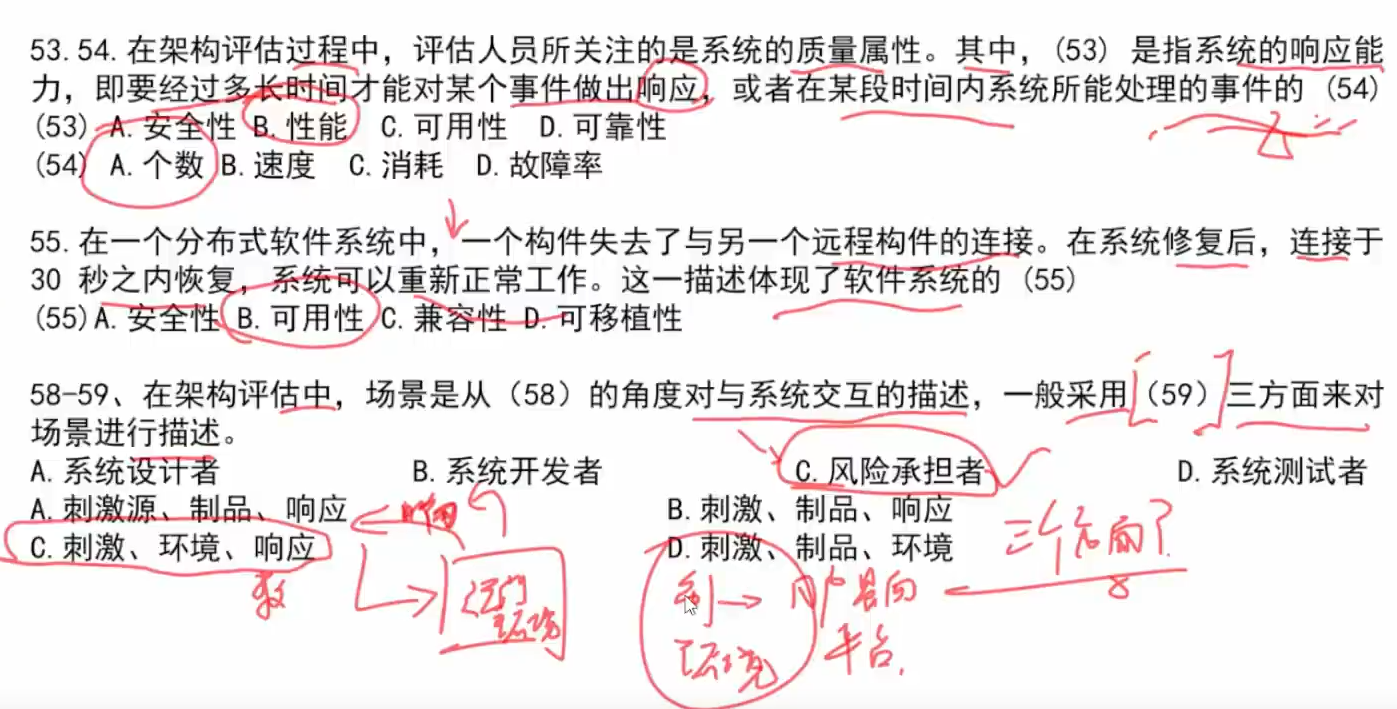 53.54.在架构评估过程中，评估人员所关注的是系统的质量属性。其中，(53) 是指系统的响应能
力，即要经过多长时间才能对某个事件做出响应，或者在某段时间内系统所能处理的事件的 (54)
(53) A.安全性 B.性能 C.可用性 D.可靠性
(54) A.个数 B.速度 C.消耗 D.故障率
55.在一个分布式软件系统中，一个构件失去了与另一个远程构件的连接。在系统修复后，连接于
30 秒之内恢复，系统可以重新正常工作。这一描述体现了软件系统的 (55)
(55)A.安全性 B.可用性 C.兼容性 D.可移植性
58-59、在架构评估中，场景是从（58）的角度对与系统交互的描述，一般采用（59）三方面来对
场景进行描述。
A.系统设计者 B.系统开发者 C.风险承担者 D.系统测试者
A.刺激源、制品、响应 B.刺激、制品、响应
C.刺激、环境、响应 D.刺激、制品、环境
三个方面
环境
平台